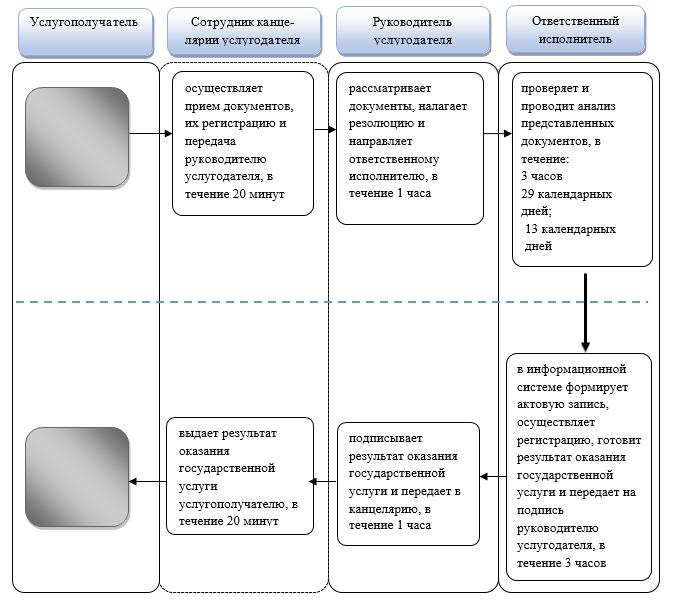 Услугополучатель
Сотрудник канце-
лярии услугодателя
Руководитель
услугодателя
Ответственный
исполнитель
осуществляет
прием документов,
их регистрацию и
передача
руководителю
услугодателя, в
течение 20 минут
рассматривает
документы, налагает
резолюцию и
направляет
ответственному
исполнителю, в
течение 1 часа
проверяет и
проводит анализ
представленных
документов, в
течение:
3 часов
29 календарных
дней;
13 календарных
дней
в информационной
системе формирует
актовую запись,
осуществляет
регистрацию, готовит
результат оказания
государственной
услуги и передает на
подпись
руководителю
услугодателя, в
течение 3 часов
подписывает
результат оказания
государственной
услуги и передает в
канцелярию, в
течение 1 часа
выдает результат
оказания
государственной
услуги
услугополучателю, в
течение 20 минут